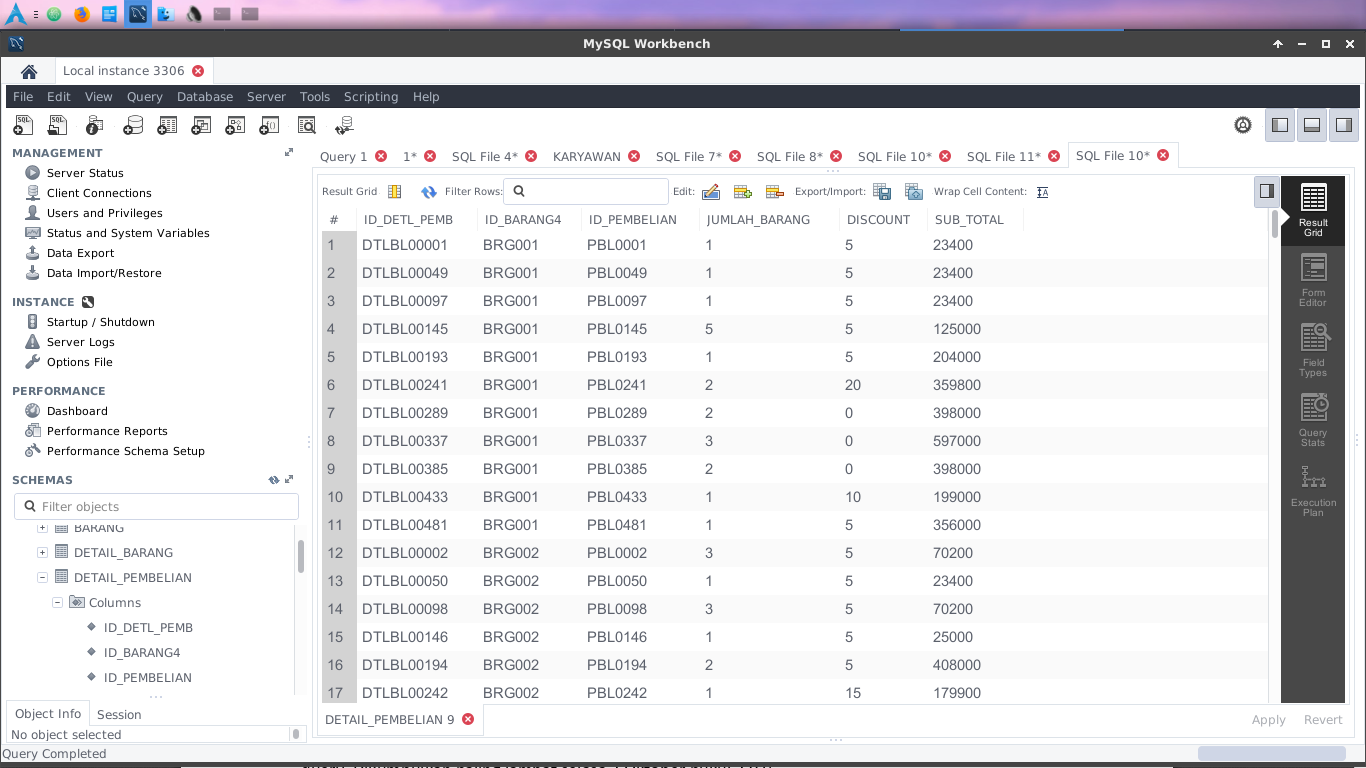 MySQL Workbench
Local instance 3306
File Edit View Query Database Server Tools Scripting Help
MANAGEMENT
Server Status
Client Connections
Users and Privileges
Status and System Variables
Data Export
Data Import/Restore
INSTANCE
Startup / Shutdown
Server Logs
Options File
PERFORMANCE
Dashboard
Performance Reports
Performance Schema Setup
SCHEMAS
Filter objects
BARANG
DETAIL_BARANG
DETAIL_PEMBELIAN
Columns
ID_DETL_PEMB
ID_BARANG4
ID_PEMBELIAN
Object Info Session
No object selected
Query Completed
Query 1 1* SQL File 4* KARYAWAN SQL File 7* SQL File 8* SQL File 10* SQL File 11* SQL File 10*
Result Grid Filter Rows: Edit: Export/Import: Wrap Cell Content: IA
# ID_DETL_PEMB ID_BARANG4 ID_PEMBELIAN JUMLAH_BARANG DISCOUNT SUB_TOTAL
1 DTLBL00001 BRG001 PBL0001 1 5 23400
2 DTLBL00049 BRG001 PBL0049 1 5 23400
3 DTLBL00097 BRG001 PBL0097 1 5 23400
4 DTLBL00145 BRG001 PBL0145 5 5 125000
5 DTLBL00193 BRG001 PBL0193 1 5 204000
6 DTLBL00241 BRG001 PBL0241 2 20 359800
7 DTLBL00289 BRG001 PBL0289 2 0 398000
8 DTLBL00337 BRG001 PBL0337 3 0 597000
9 DTLBL00385 BRG001 PBL0385 2 0 398000
10 DTLBL00433 BRG001 PBL0433 1 10 199000
11 DTLBL00481 BRG001 PBL0481 1 5 356000
12 DTLBL00002 BRG002 PBL0002 3 5 70200
13 DTLBL00050 BRG002 PBL0050 1 5 23400
14 DTLBL00098 BRG002 PBL0098 3 5 70200
15 DTLBL00146 BRG002 PBL0146 1 5 25000
16 DTLBL00194 BRG002 PBL0194 2 5 408000
17 DTLBL00242 BRG002 PBL0242 1 15 179900
DETAIL_PEMBELIAN 9
Apply Revert
Result
Grid
Form
Editor
Field
Types
Query
Stats
Execution
Plan